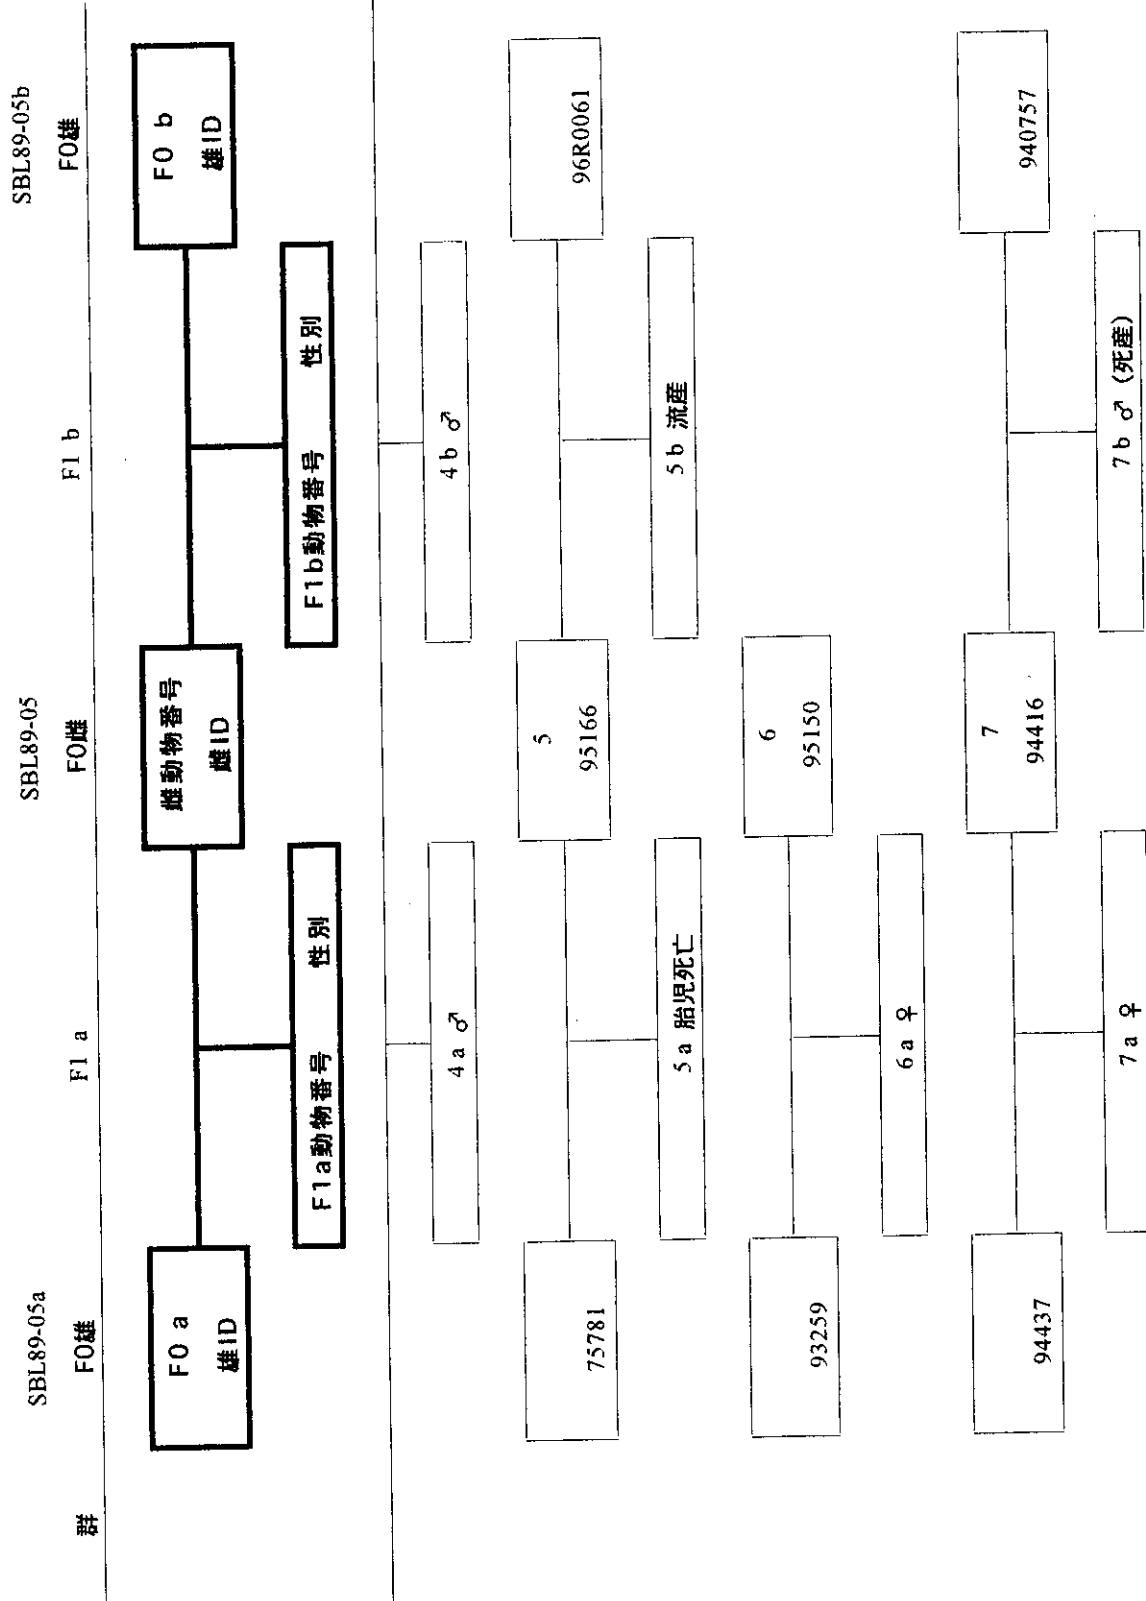 SBL89-05a SBL89-05 SBL89-05b
群 F0雄 F1 a F0雌 F1 b F0雄
F0 a 雌動物番号 F0 b
雄ID 雌ID 雄ID
F1a動物番号 性別 F1b動物番号 性別
4 a ♂ 4 b ♂
5
75781 95166 96R0061
5 a 胎児死亡 5 b 流産
6
93259 95150
6 a ♀
7
94437 94416 940757
7 a ♀ 7 b ♂ (死産)